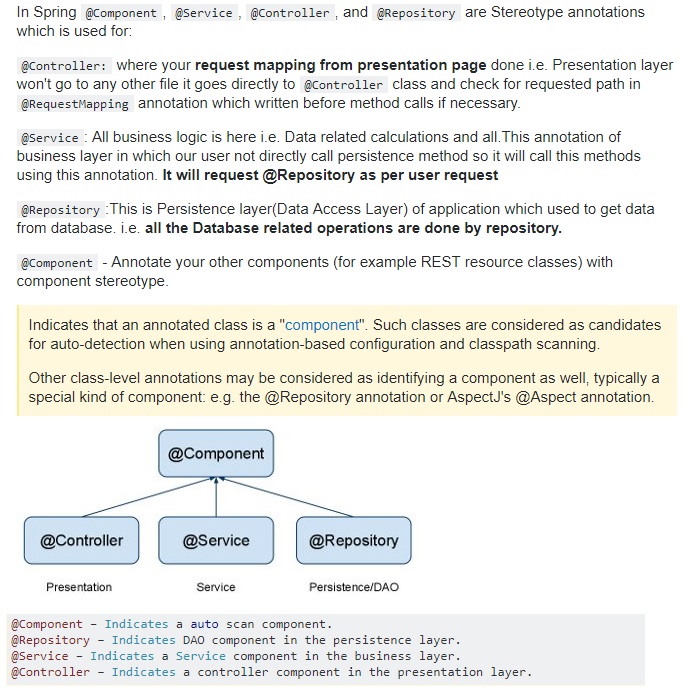 In Spring @Component , @Service , @Controller , and @Repository are Stereotype annotations
which is used for:
@Controller: where your request mapping from presentation page done i.e. Presentation layer
won't go to any other file it goes directly to @Controller class and check for requested path in
@RequestMapping annotation which written before method calls if necessary.
@Service : All business logic is here i.e. Data related calculations and all.This annotation of
business layer in which our user not directly call persistence method so it will call this methods
using this annotation. It will request @Repository as per user request
@Repository :This is Persistence layer(Data Access Layer) of application which used to get data
from database. i.e. all the Database related operations are done by repository.
@Component - Annotate your other components (for example REST resource classes) with
component stereotype.
Indicates that an annotated class is a "component". Such classes are considered as candidates
for auto-detection when using annotation-based configuration and classpath scanning.
Other class-level annotations may be considered as identifying a component as well, typically a
special kind of component: e.g. the @Repository annotation or AspectJ's @Aspect annotation.
@Component
@Controller @Service @Repository
Presentation Service Persistence/DAO
@Component – Indicates a auto scan component.
@Repository – Indicates DAO component in the persistence layer.
@Service – Indicates a Service component in the business layer.
@Controller – Indicates a controller component in the presentation layer.